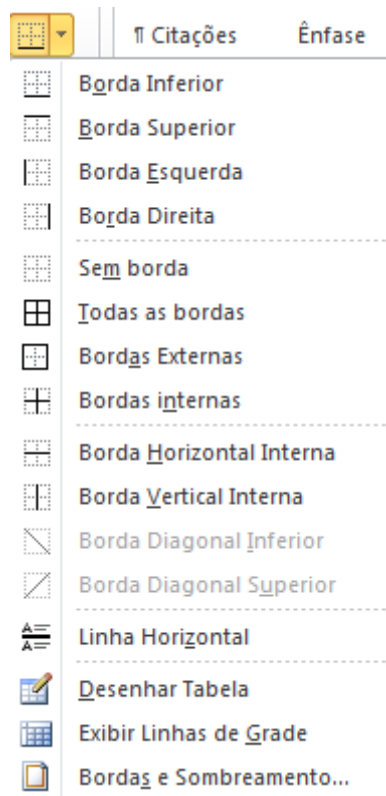 ¶ Citações Ênfase
Borda Inferior
Borda Superior
Borda Esquerda
Borda Direita
Sem borda
Todas as bordas
Bordas Externas
Bordas internas
Borda Horizontal Interna
Borda Vertical Interna
Borda Diagonal Inferior
Borda Diagonal Superior
Linha Horizontal
Desenhar Tabela
Exibir Linhas de Grade
Bordas e Sombreamento...